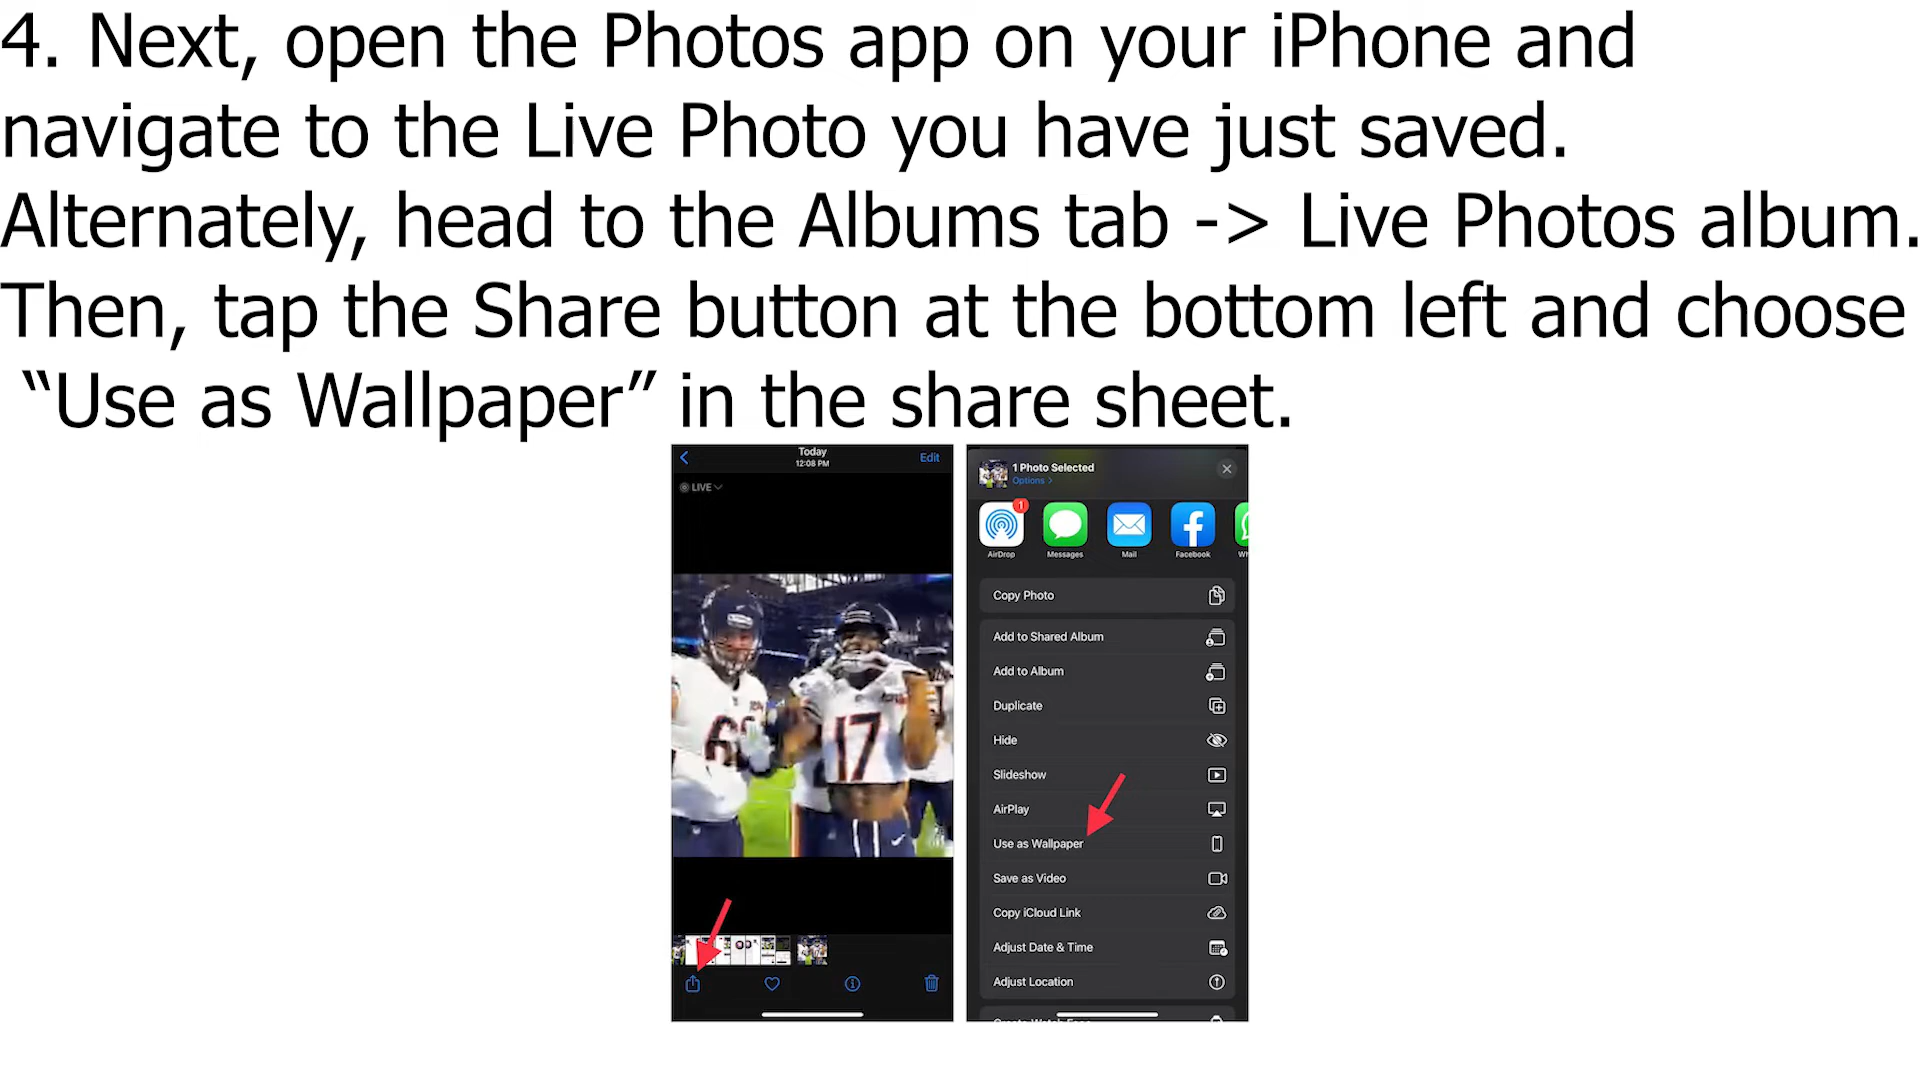 4. Next, open the Photos app on your iPhone and
navigate to the Live Photo you have just saved.
Alternately, head to the Albums tab -> Live Photos album.
Then, tap the Share button at the bottom left and choose
“Use as Wallpaper” in the share sheet.
Today
12:08 PM
Edit
LIVE
17
1 Photo Selected
Options >
1
AirDrop
Messages
Mail
Facebook
Copy Photo
Add to Shared Album
Add to Album
Duplicate
Hide
Slideshow
AirPlay
Use as Wallpaper
Save as Video
Copy iCloud Link
Adjust Date & Time
Adjust Location